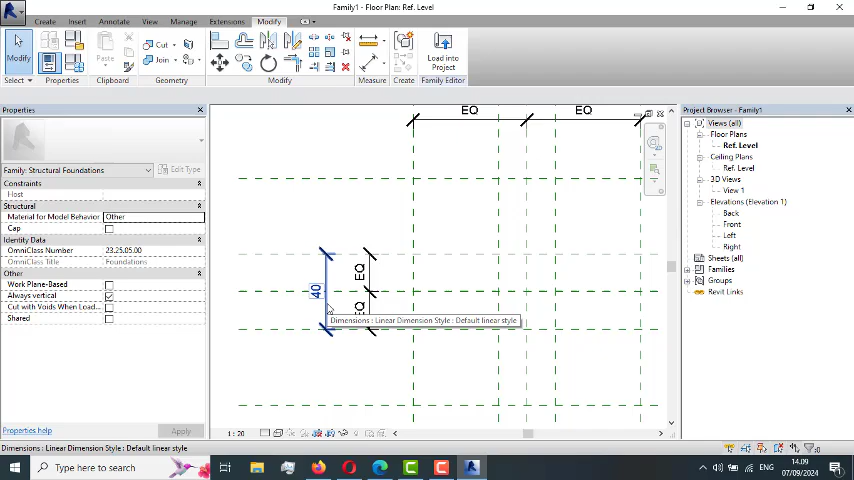 Family1 - Floor Plan: Ref. Level
Create
Insert
Annotate
View
Manage
Extensions
Modify
Modify
Paste
Cut
Join
Load into
Project
Select
Properties
Clipboard
Geometry
Modify
Measure
Create
Family Editor
Properties
Family: Structural Foundations
Edit Type
Constraints
Host
Structural
Material for Model Behavior
Other
Cap
Identity Data
OmniClass Number
23.25.05.00
OmniClass Title
Foundations
Other
Work Plane-Based
Always vertical
Cut with Voids When Load...
Shared
Properties help
Apply
EQ
EQ
EQ
EQ
40
Dimensions : Linear Dimension Style : Default linear style
1 : 20
Project Browser - Family1
Views (all)
Floor Plans
Ref. Level
Ceiling Plans
Ref. Level
3D Views
View 1
Elevations (Elevation 1)
Back
Front
Left
Right
Sheets (all)
Families
Groups
Revit Links
Dimensions : Linear Dimension Style : Default linear style
:0
Type here to search
ENG
14.09
07/09/2024